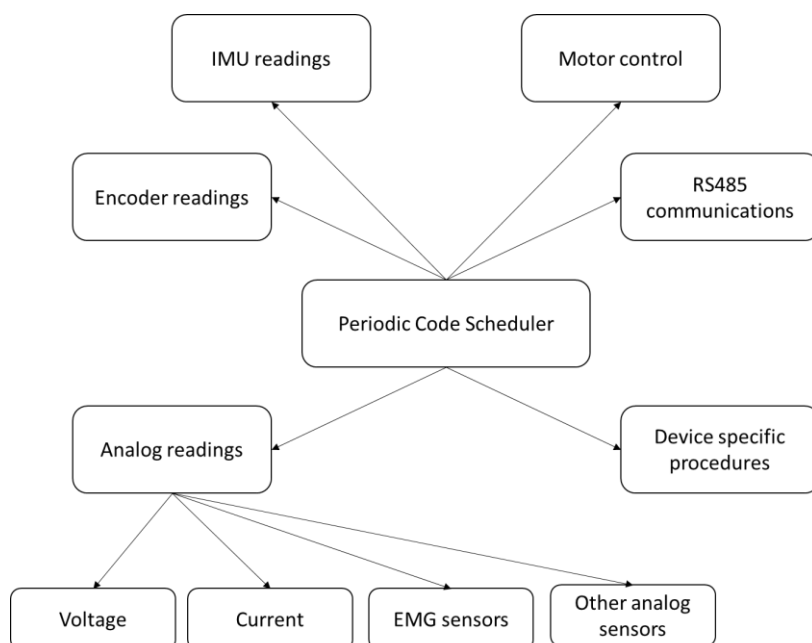 IMU readings
Motor control
Encoder readings
RS485
communications
Periodic Code Scheduler
Analog readings
Device specific
procedures
Voltage
Current
EMG sensors
Other analog
sensors